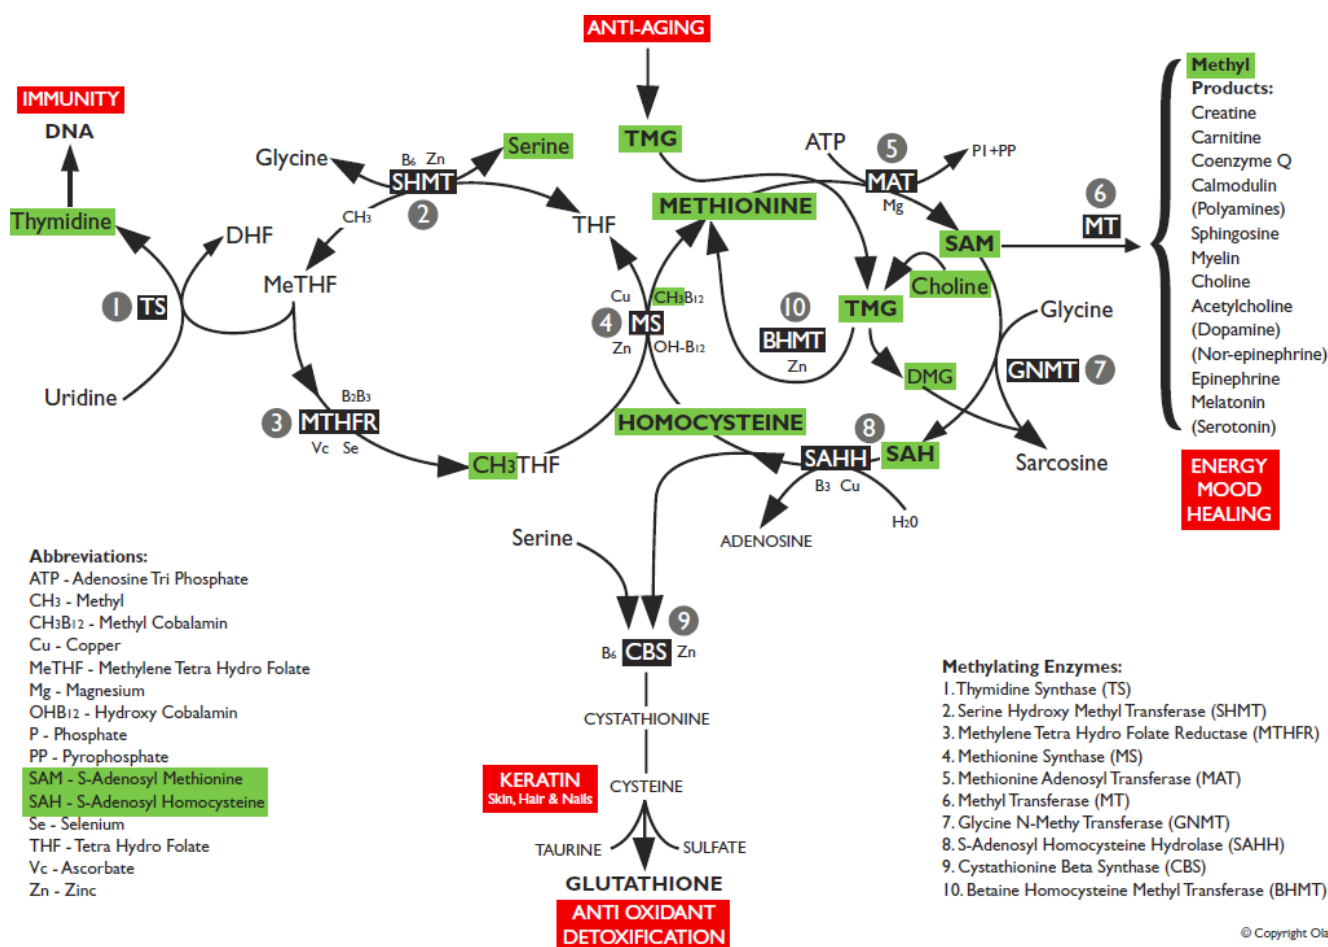 ANTI-AGING
IMMUNITY
DNA
Thymidine
Glycine
B6 Zn
SHMT
2
Serine
CH3
DHF
MeTHF
THF
1 TS
Uridine
3
B2B3
MTHFR
Vc Se
CH3THF
TMG
METHIONINE
ATP
5
MAT
Mg
P1+PP
SAM
6
MT
Choline
TMG
Cu
CH3B12
4 MS
Zn
OH-B12
10
BHMT
Zn
DMG
Glycine
GNMT 7
Sarcosine
HOMOCYSTEINE
8
SAHH
SAH
B3 Cu
H20
ADENOSINE
Serine
9
B6 CBS Zn
CYSTATHIONINE
KERATIN
Skin, Hair & Nails
CYSTEINE
TAURINE
SULFATE
GLUTATHIONE
ANTI OXIDANT
DETOXIFICATION
Methyl
Products:
Creatine
Carnitine
Coenzyme Q
Calmodulin
(Polyamines)
Sphingosine
Myelin
Choline
Acetylcholine
(Dopamine)
(Nor-epinephrine)
Epinephrine
Melatonin
(Serotonin)
ENERGY
MOOD
HEALING
Abbreviations:
ATP - Adenosine Tri Phosphate
CH3 - Methyl
CH3B12 - Methyl Cobalamin
Cu - Copper
MeTHF - Methylene Tetra Hydro Folate
Mg - Magnesium
OHB12 - Hydroxy Cobalamin
P - Phosphate
PP - Pyrophosphate
SAM - S-Adenosyl Methionine
SAH - S-Adenosyl Homocysteine
Se - Selenium
THF - Tetra Hydro Folate
Vc - Ascorbate
Zn - Zinc
Methylating Enzymes:
1. Thymidine Synthase (TS)
2. Serine Hydroxy Methyl Transferase (SHMT)
3. Methylene Tetra Hydro Folate Reductase (MTHFR)
4. Methionine Synthase (MS)
5. Methionine Adenosyl Transferase (MAT)
6. Methyl Transferase (MT)
7. Glycine N-Methy Transferase (GNMT)
8. S-Adenosyl Homocysteine Hydrolase (SAHH)
9. Cystathionine Beta Synthase (CBS)
10. Betaine Homocysteine Methyl Transferase (BHMT)
© Copyright Ola